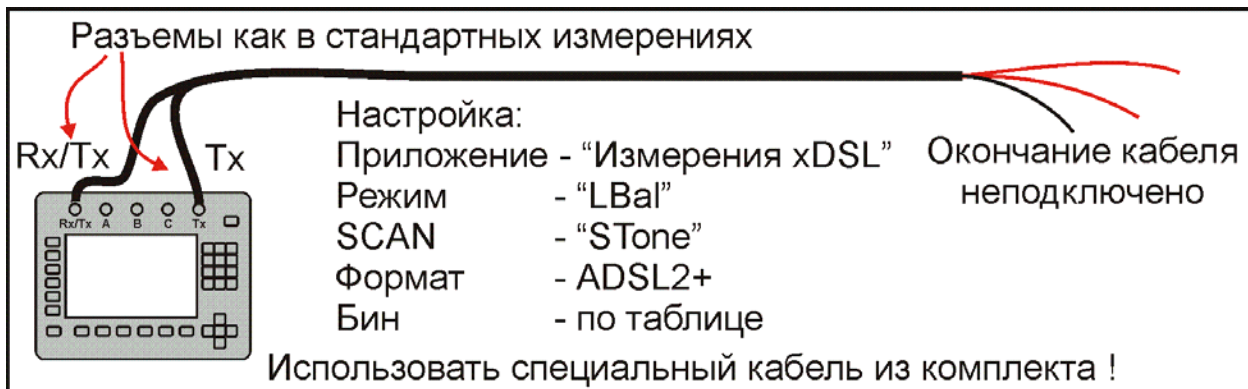 Разъемы как в стандартных измерениях
Rx/Tx
Tx
Rx/Tx A B C Tx
Настройка:
Приложение - “Измерения xDSL”
Режим - “LBal”
SCAN - “STone”
Формат - ADSL2+
Бин - по таблице
Окончание кабеля
неподключено
Использовать специальный кабель из комплекта !